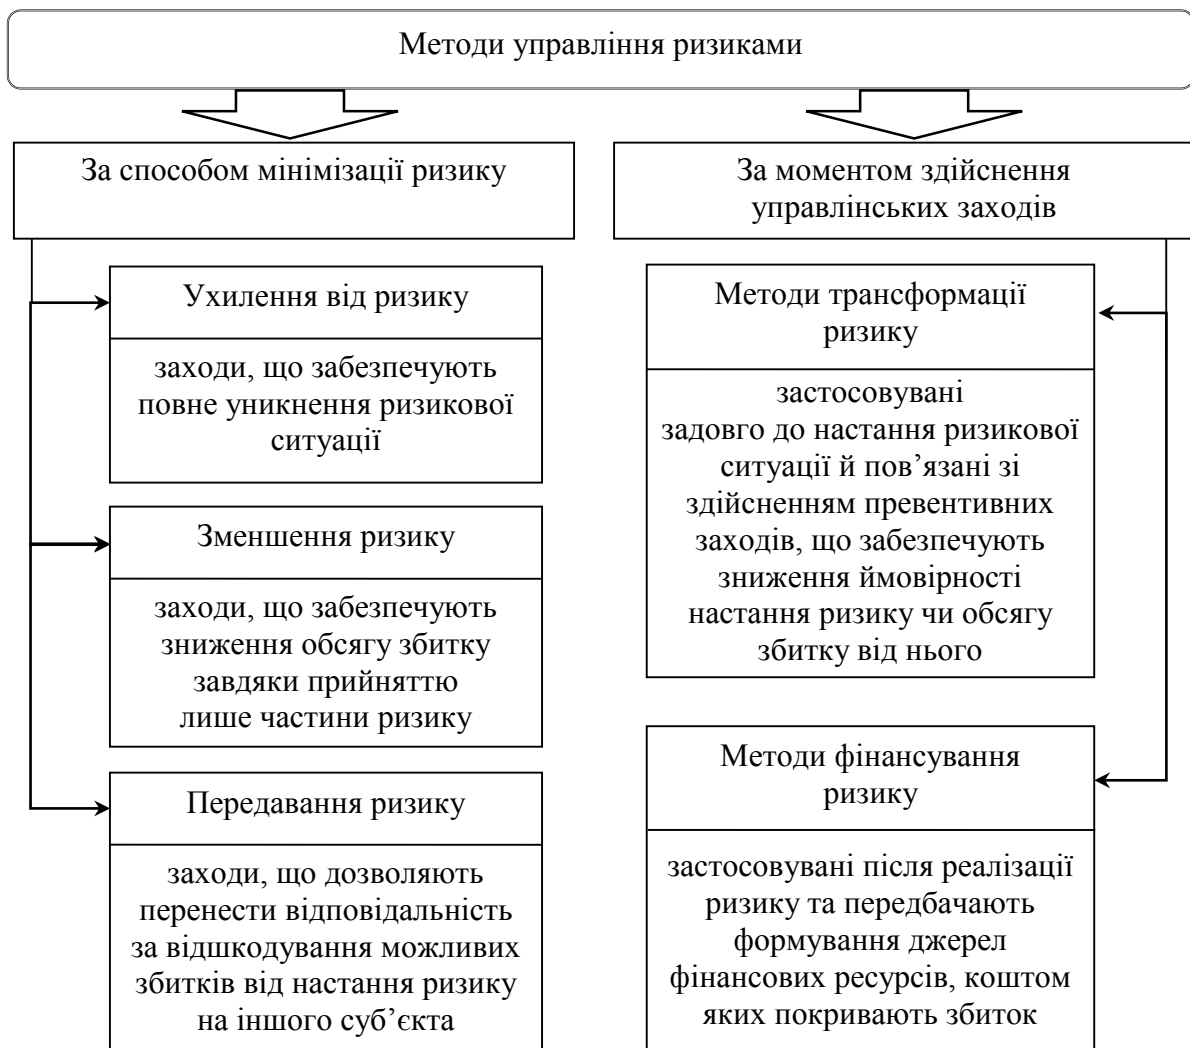 Методи управління ризиками
За способом мінімізації ризику
Ухилення від ризику
заходи, що забезпечують
повне уникнення ризикової
ситуації
Зменшення ризику
заходи, що забезпечують
зниження обсягу збитку
завдяки прийняттю
лише частини ризику
Передавання ризику
заходи, що дозволяють
перенести відповідальність
за відшкодування можливих
збитків від настання ризику
на іншого суб’єкта
За моментом здійснення
управлінських заходів
Методи трансформації
ризику
застосовувані
задовго до настання ризикової
ситуації й пов’язані зі
здійсненням превентивних
заходів, що забезпечують
зниження ймовірності
настання ризику чи обсягу
збитку від нього
Методи фінансування
ризику
застосовувані після реалізації
ризику та передбачають
формування джерел
фінансових ресурсів, коштом
яких покривають збиток